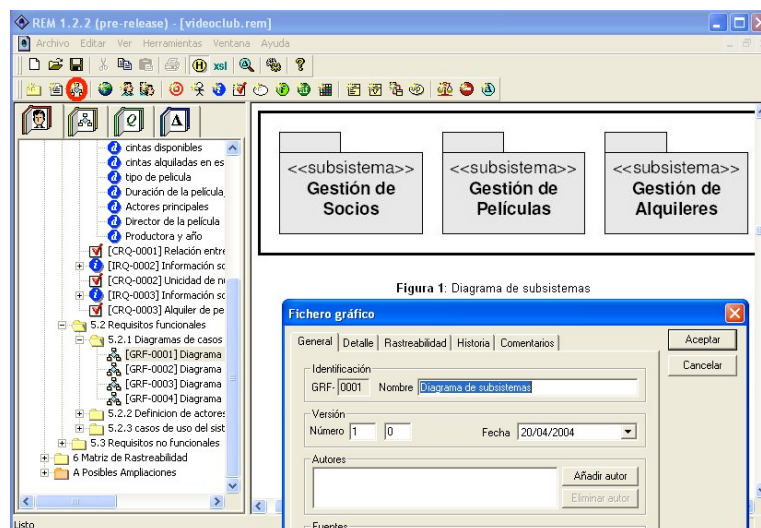 REM 1.2.2 (pre-release) - [videoclub.rem]
Archivo Editar Ver Herramientas Ventana Ayuda
H xsl
Q A
cintas disponibles
cintas alquiladas en es
tipo de pelicula
Duración de la película,
Actores principales
Director de la película
Productora y año
[CRQ-0001] Relación entre
[IRQ-0002] Información so
[CRQ-0002] Unicidad de nú
[IRQ-0003] Información so
[CRQ-0003] Alquiler de pe
5.2 Requisitos funcionales
5.2.1 Diagramas de casos
[GRF-0001] Diagrama
[GRF-0002] Diagrama
[GRF-0003] Diagrama
[GRF-0004] Diagrama
5.2.2 Definicion de actores
5.2.3 casos de uso del sist
5.3 Requisitos no funcionales
6 Matriz de Rastreabilidad
A Posibles Ampliaciones
Listo
<<subsistema>>
Gestión de
Socios
<<subsistema>>
Gestión de
Películas
<<subsistema>>
Gestión de
Alquileres
Figura 1: Diagrama de subsistemas
Fichero gráfico
General Detalle Rastreabilidad Historia Comentarios
Aceptar
Cancelar
Identificación
GRF- 0001 Nombre Diagrama de subsistemas
Versión
Número 1 0 Fecha 20/04/2004
Autores
Añadir autor
Eliminar autor
Fuentes